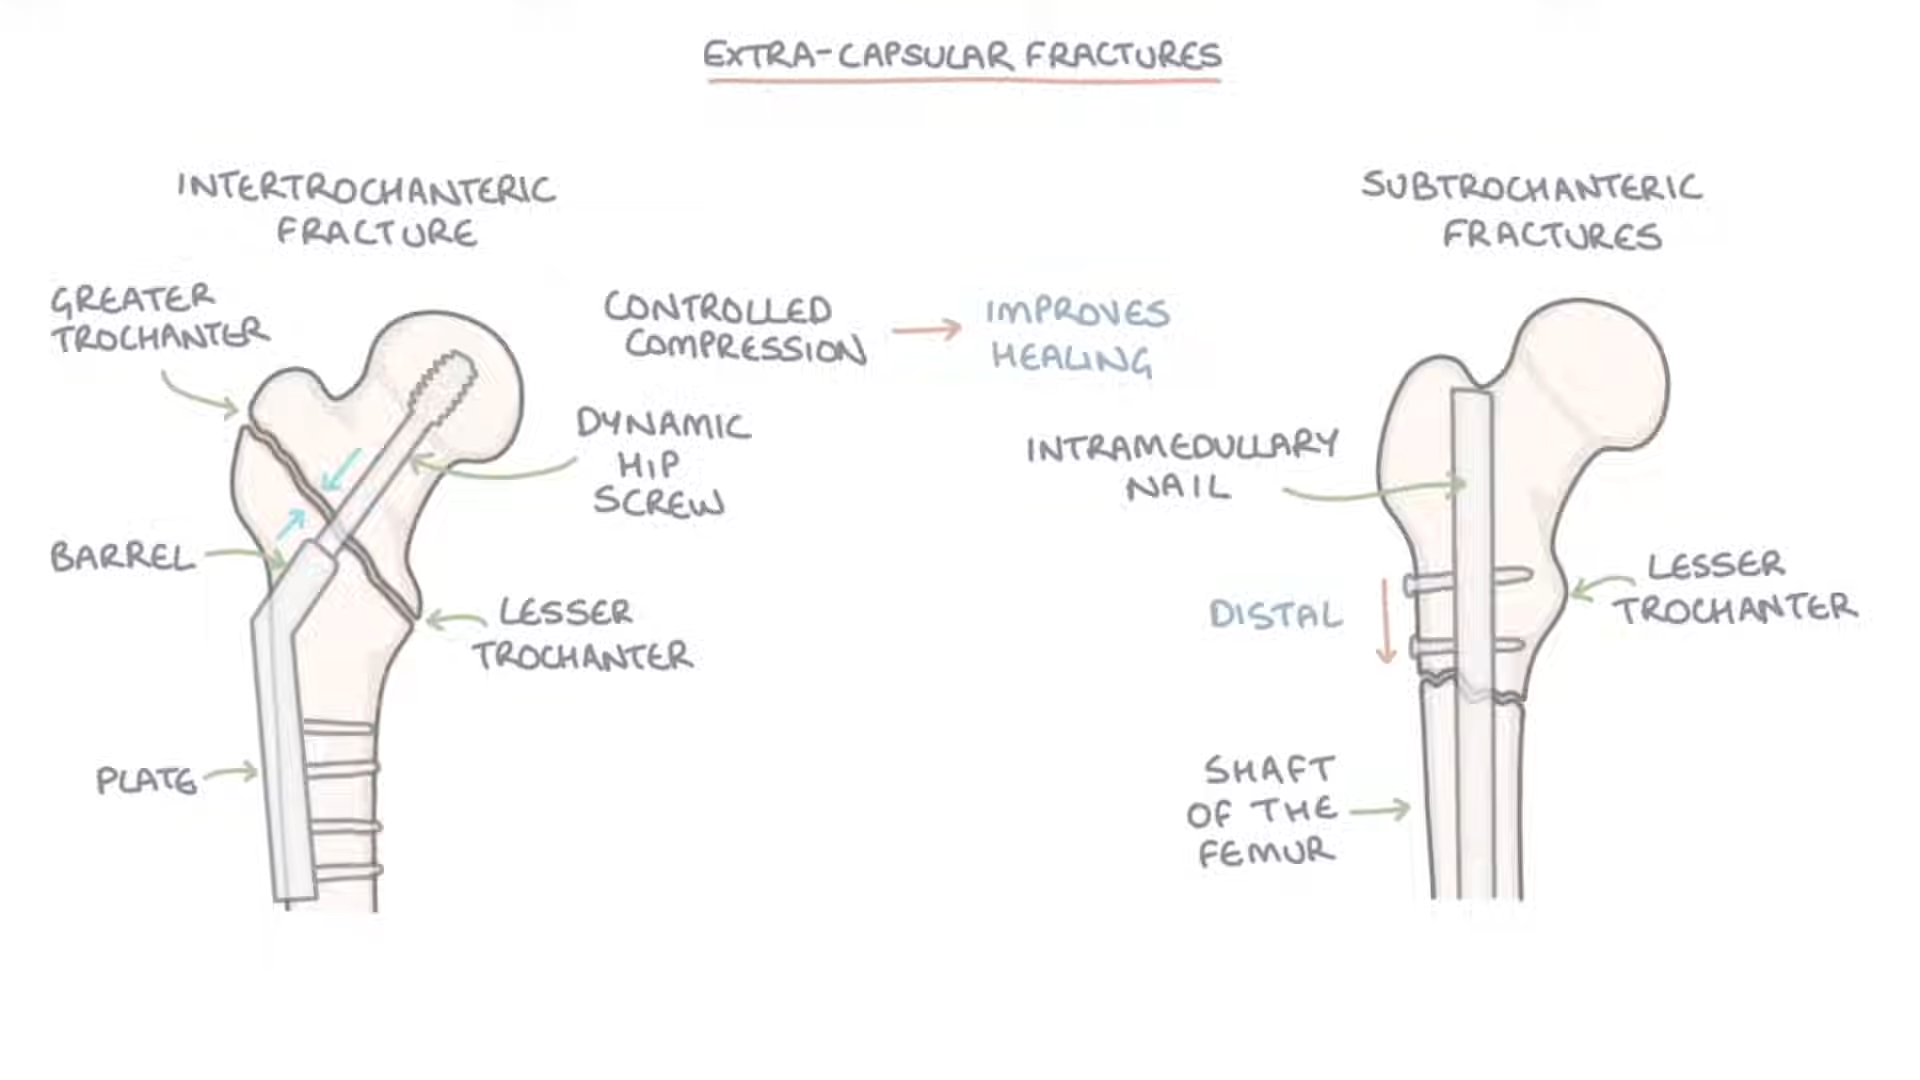 EXTRA-CAPSULAR FRACTURES
INTERTROCHANTERIC
FRACTURE
GREATER
TROCHANTER
CONTROLLED
COMPRESSION
IMPROVES
HEALING
DYNAMIC
HIP
SCREW
BARREL
LESSER
TROCHANTER
PLATE
SUBTROCHANTERIC
FRACTURES
INTRAMEDULLARY
NAIL
LESSER
TROCHANTER
DISTAL
SHAFT
OF THE
FEMUR